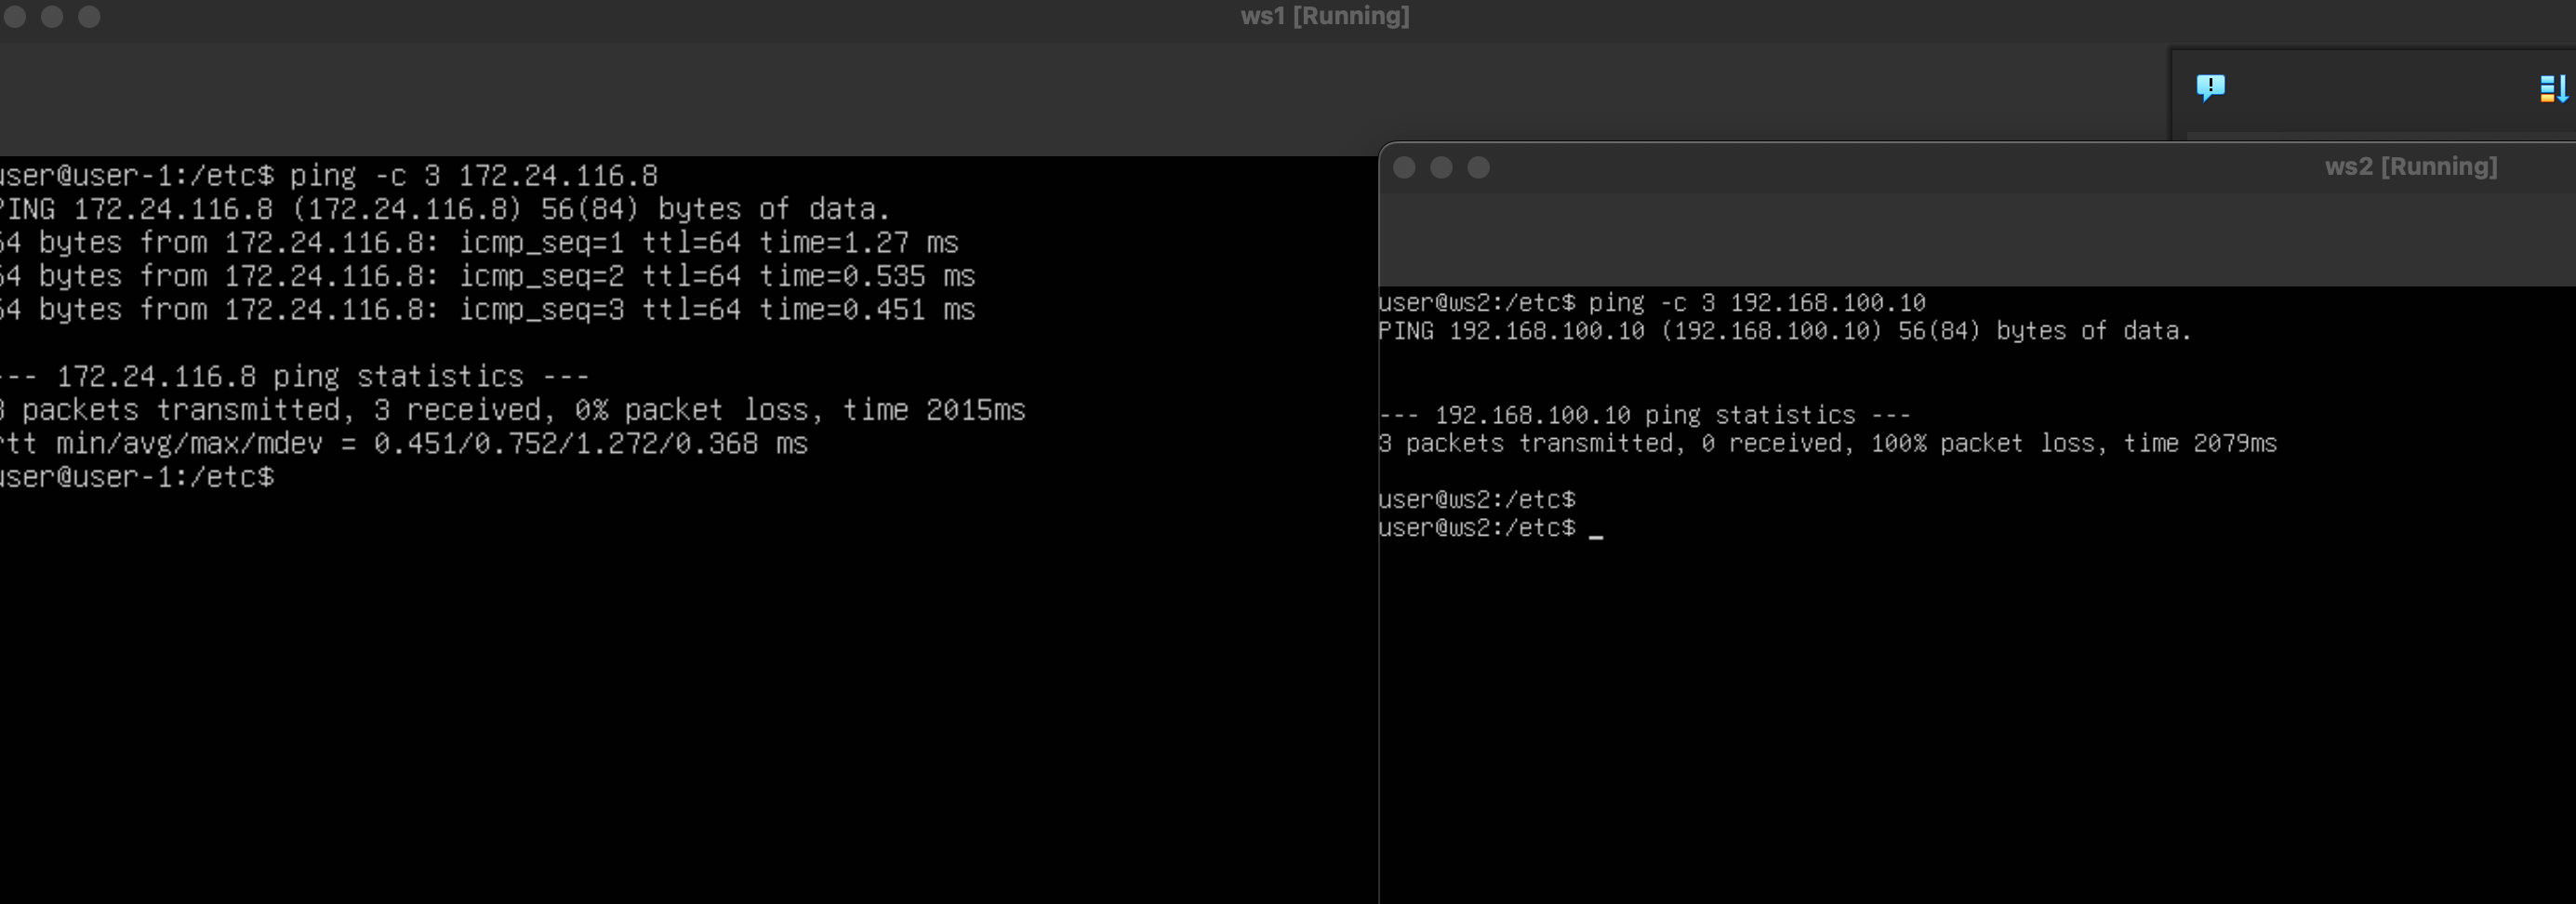 ws1 [Running]
user@user-1:/etc$ ping -c 3 172.24.116.8
PING 172.24.116.8 (172.24.116.8) 56(84) bytes of data.
64 bytes from 172.24.116.8: icmp_seq=1 ttl=64 time=1.27 ms
64 bytes from 172.24.116.8: icmp_seq=2 ttl=64 time=0.535 ms
64 bytes from 172.24.116.8: icmp_seq=3 ttl=64 time=0.451 ms
--- 172.24.116.8 ping statistics ---
3 packets transmitted, 3 received, 0% packet loss, time 2015ms
rtt min/avg/max/mdev = 0.451/0.752/1.272/0.368 ms
user@user-1:/etc$
ws2 [Running]
user@ws2:/etc$ ping -c 3 192.168.100.10
PING 192.168.100.10 (192.168.100.10) 56(84) bytes of data.
--- 192.168.100.10 ping statistics ---
3 packets transmitted, 0 received, 100% packet loss, time 2079ms
user@ws2:/etc$
user@ws2:/etc$ _